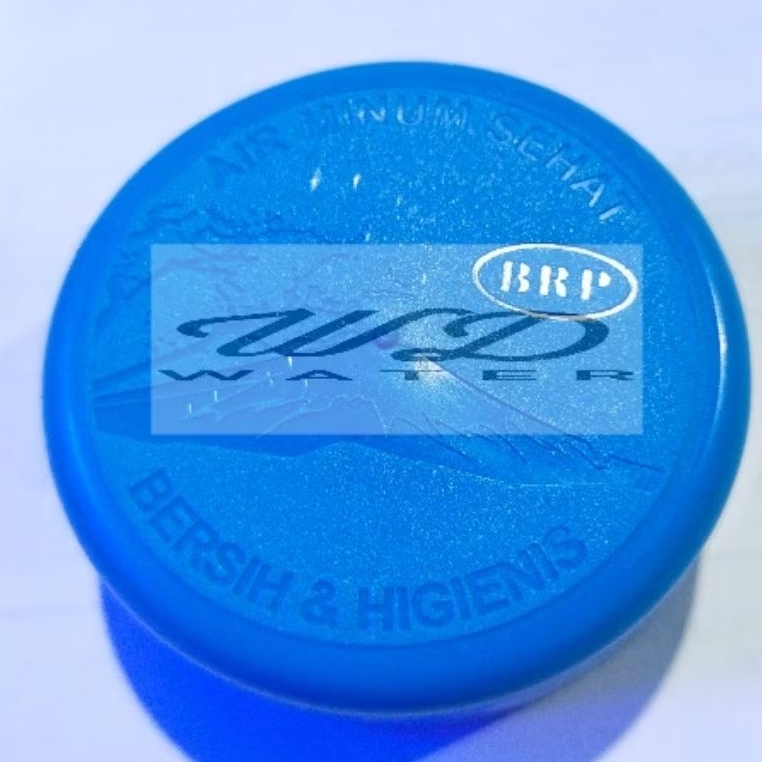 AIR MINUM SEHAT
BRP
WD
WATER
BERSIH & HIGIENIS